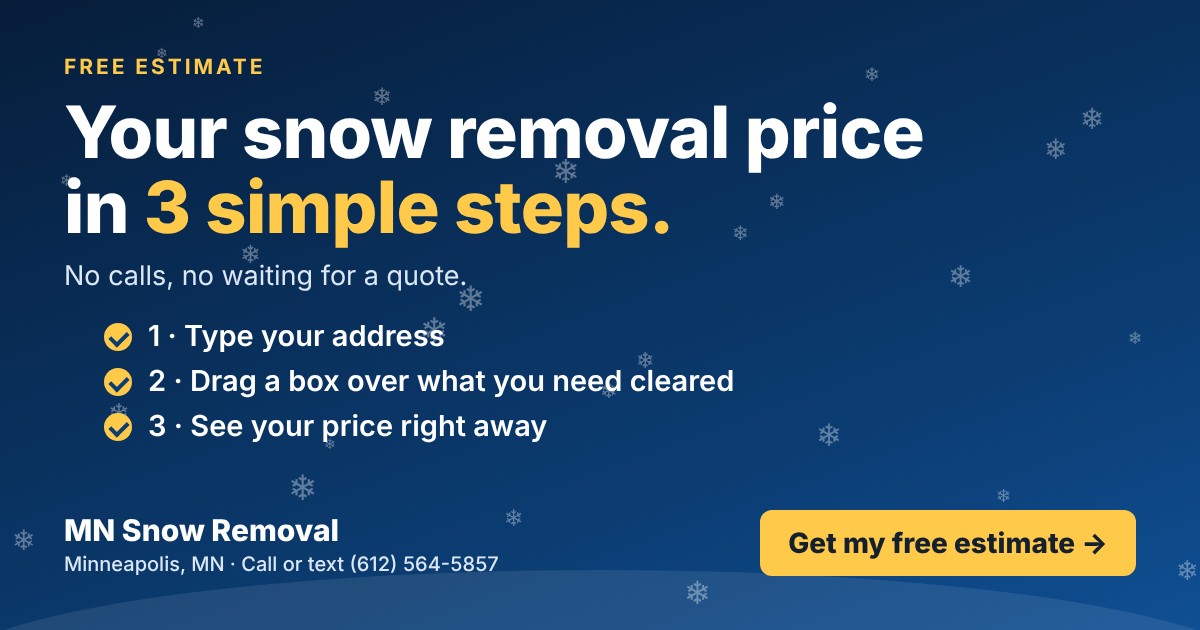 FREE ESTIMATE
Your snow removal price
in 3 simple steps.
No calls, no waiting for a quote.
1 · Type your address
2 · Drag a box over what you need cleared
3 · See your price right away
MN Snow Removal
Minneapolis, MN · Call or text (612) 564-5857
Get my free estimate →